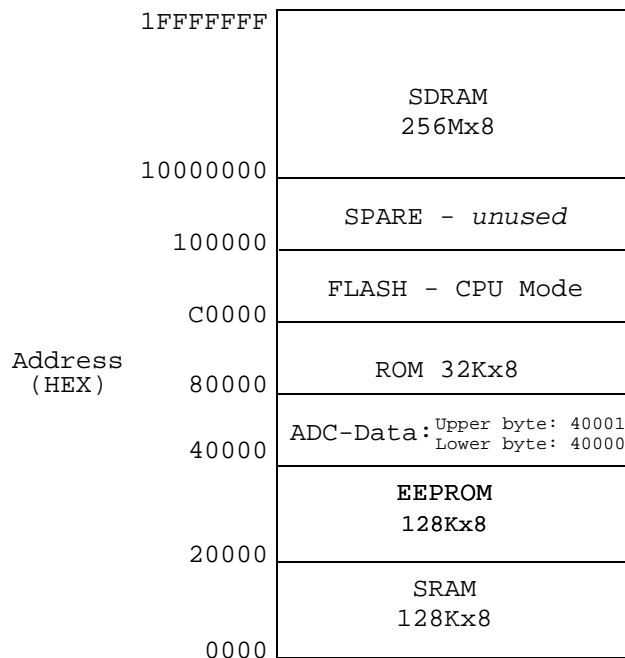 1FFFFFFF
SDRAM
256Mx8
10000000
SPARE - unused
100000
FLASH - CPU Mode
C0000
Address
(HEX)
ROM 32Kx8
80000
ADC-Data: Upper byte: 40001
Lower byte: 40000
40000
EEPROM
128Kx8
20000
SRAM
128Kx8
0000